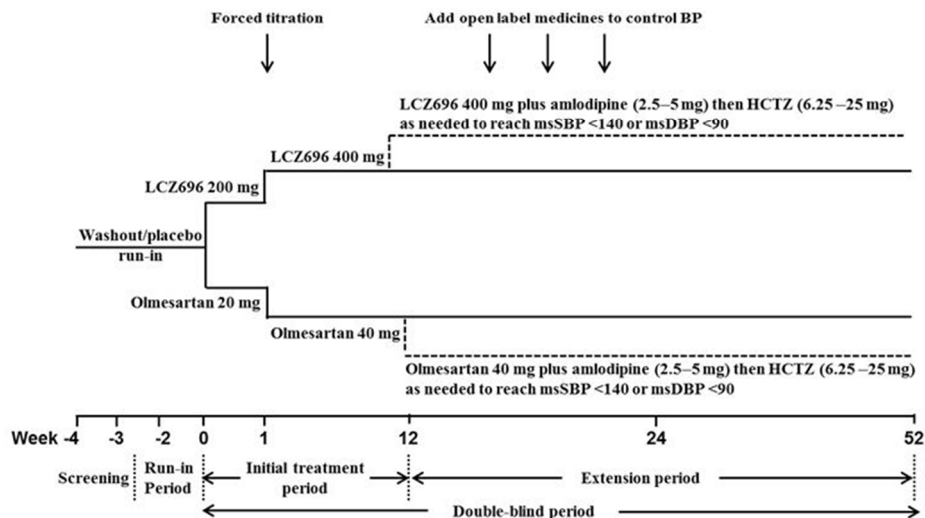 Forced titration
Add open label medicines to control BP
LCZ696 400 mg plus amlodipine (2.5–5 mg) then HCTZ (6.25 –25 mg)
as needed to reach msSBP <140 or msDBP <90
LCZ696 400 mg
LCZ696 200 mg
Washout/placebo
run-in
Olmesartan 20 mg
Olmesartan 40 mg
Olmesartan 40 mg plus amlodipine (2.5–5 mg) then HCTZ (6.25 –25 mg)
as needed to reach msSBP <140 or msDBP <90
Week -4 -3 -2 0 1 12 24 52
Screening
Run-in
Period
Initial treatment
period
Extension period
Double-blind period